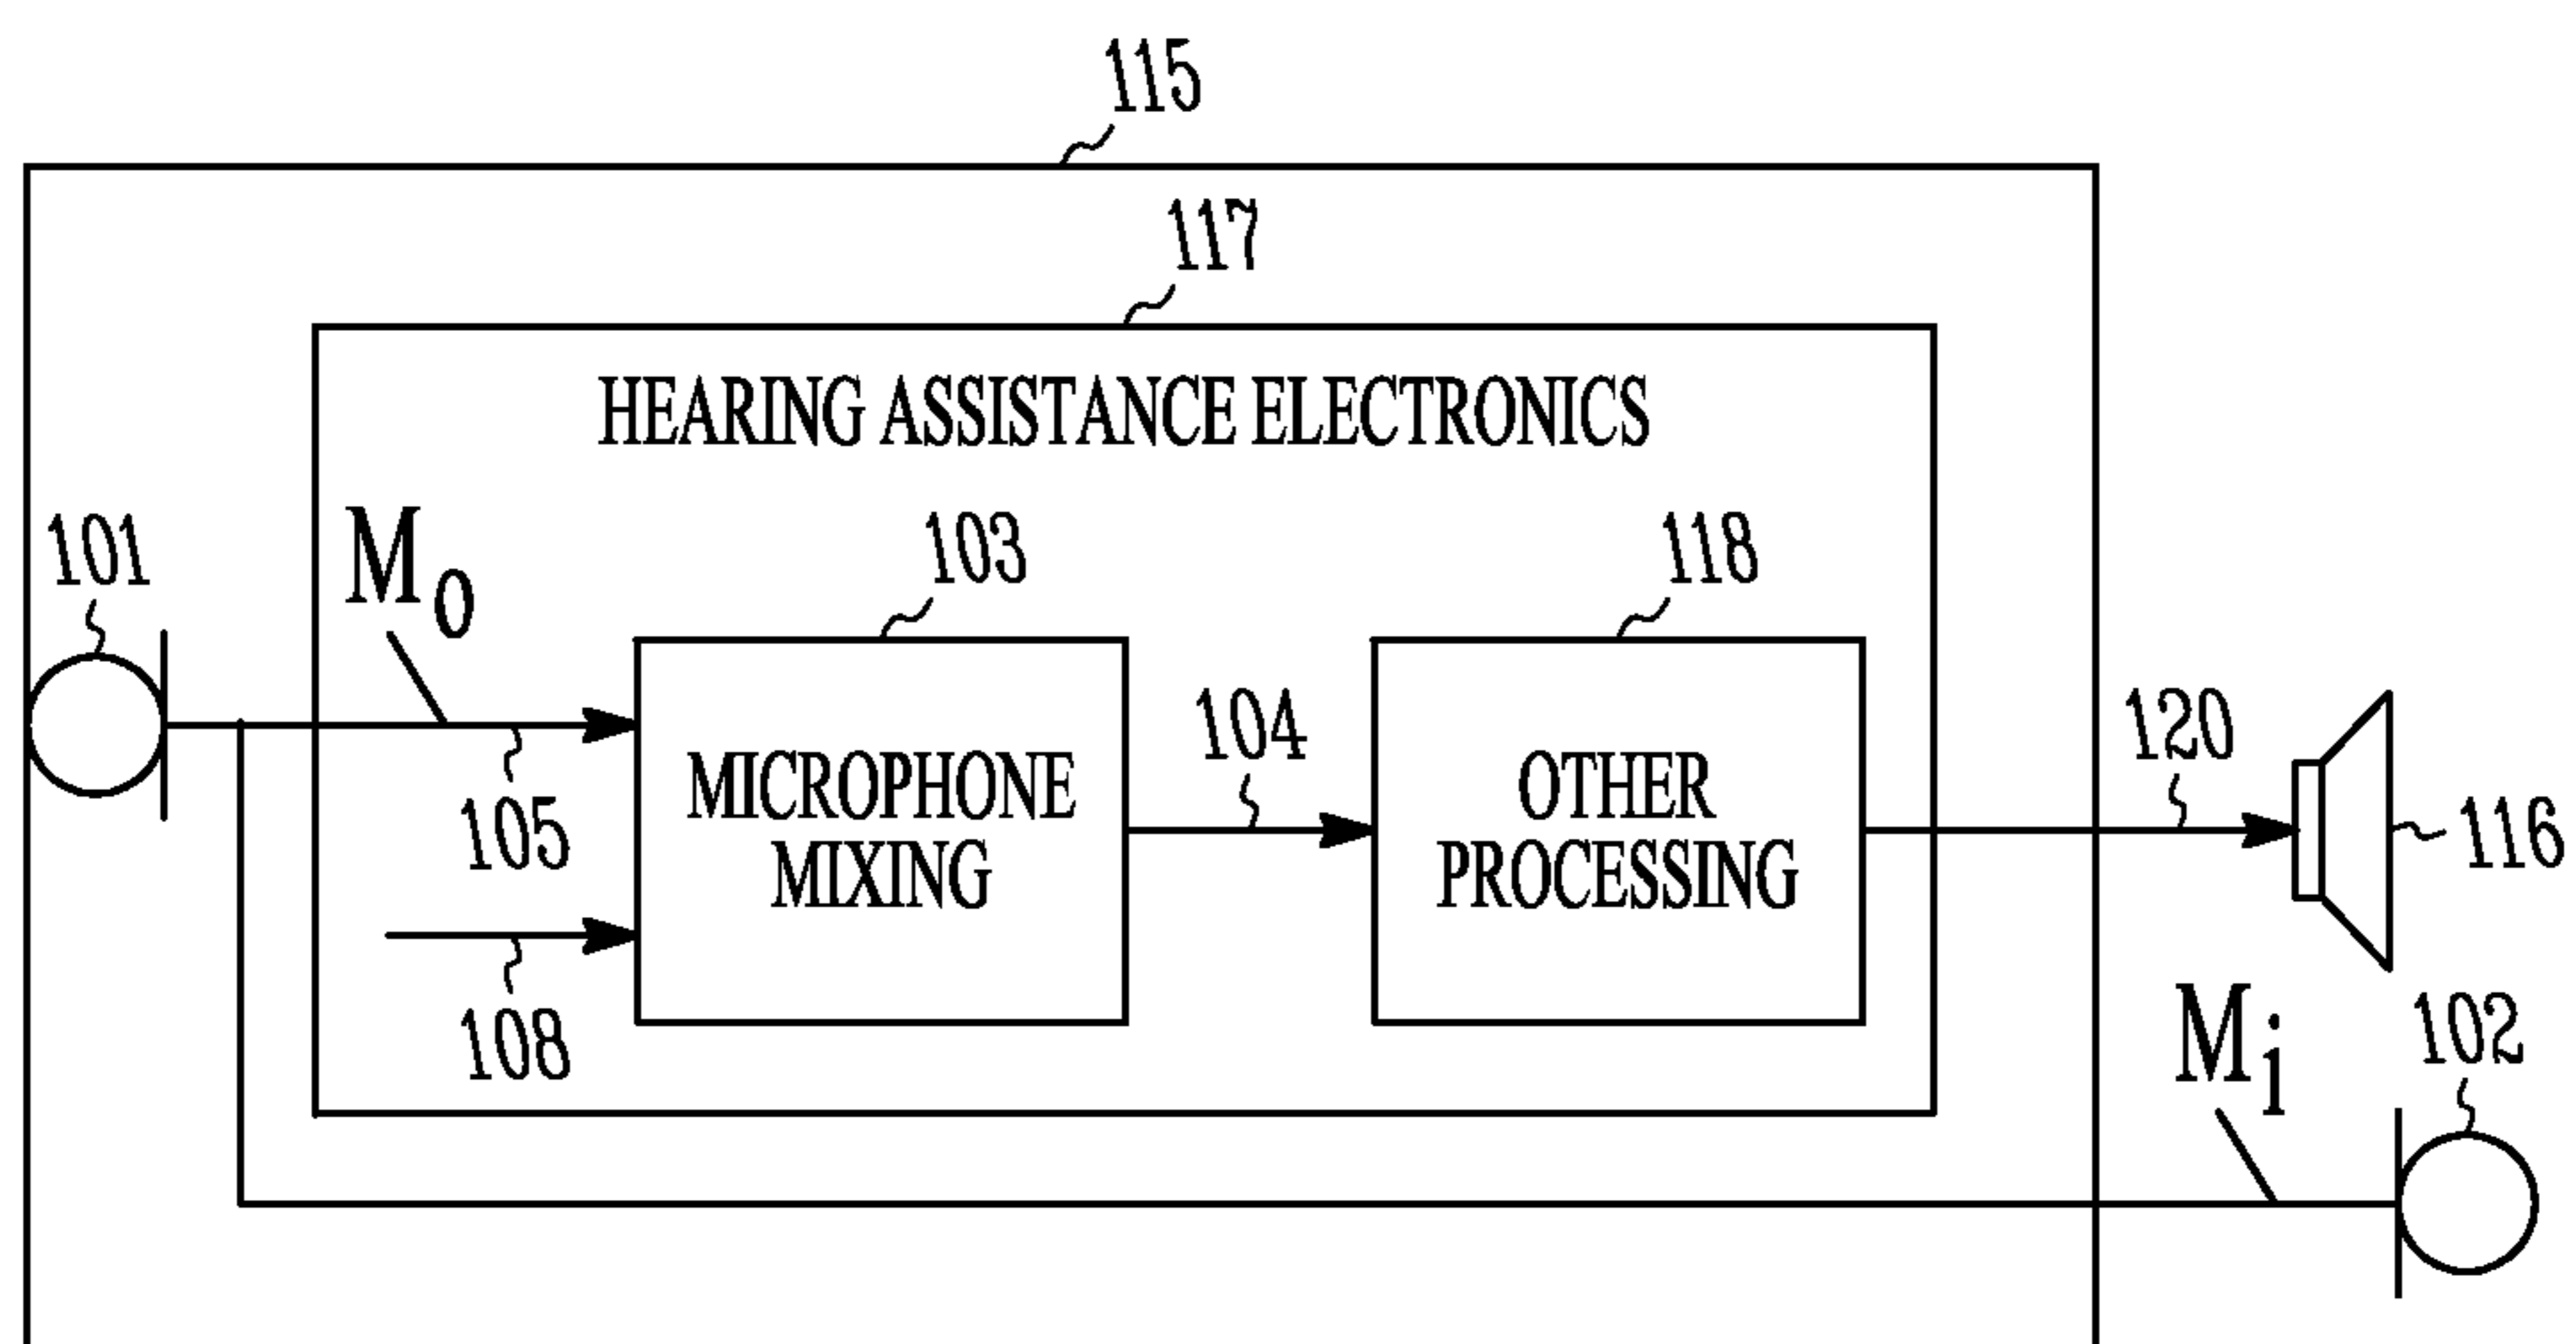 115
117
HEARING ASSISTANCE ELECTRONICS
101
Mo
103
118
105
MICROPHONE
MIXING
104
OTHER
PROCESSING
120
116
108
Mi
102